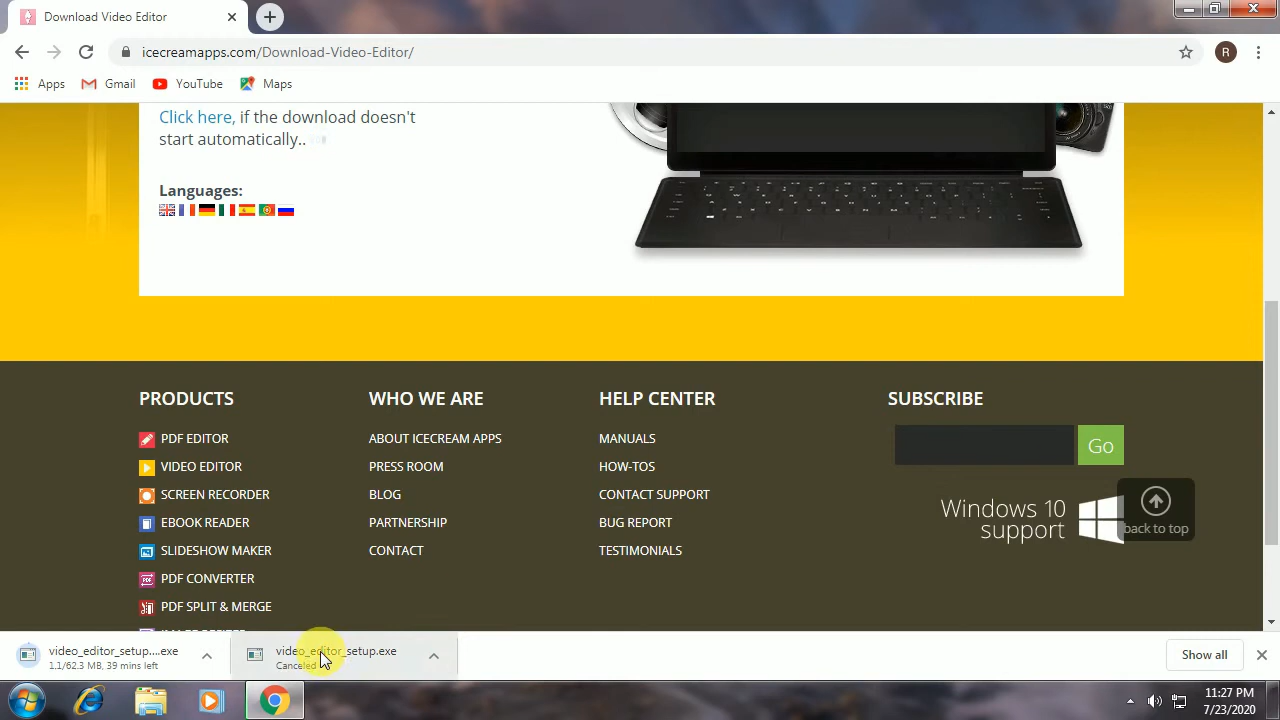 Download Video Editor
icecreamapps.com/Download-Video-Editor/
R
Apps
Gmail
YouTube
Maps
Click here, if the download doesn't
start automatically..
Languages:
PRODUCTS
PDF EDITOR
VIDEO EDITOR
SCREEN RECORDER
EBOOK READER
SLIDESHOW MAKER
PDF CONVERTER
PDF SPLIT & MERGE
WHO WE ARE
ABOUT ICECREAM APPS
PRESS ROOM
BLOG
PARTNERSHIP
CONTACT
HELP CENTER
MANUALS
HOW-TOS
CONTACT SUPPORT
BUG REPORT
TESTIMONIALS
SUBSCRIBE
Go
Windows 10
support
back to top
video_editor_setup....exe
1.1/62.3 MB, 39 mins left
video_editor_setup.exe
Canceled
Show all
11:27 PM
7/23/2020